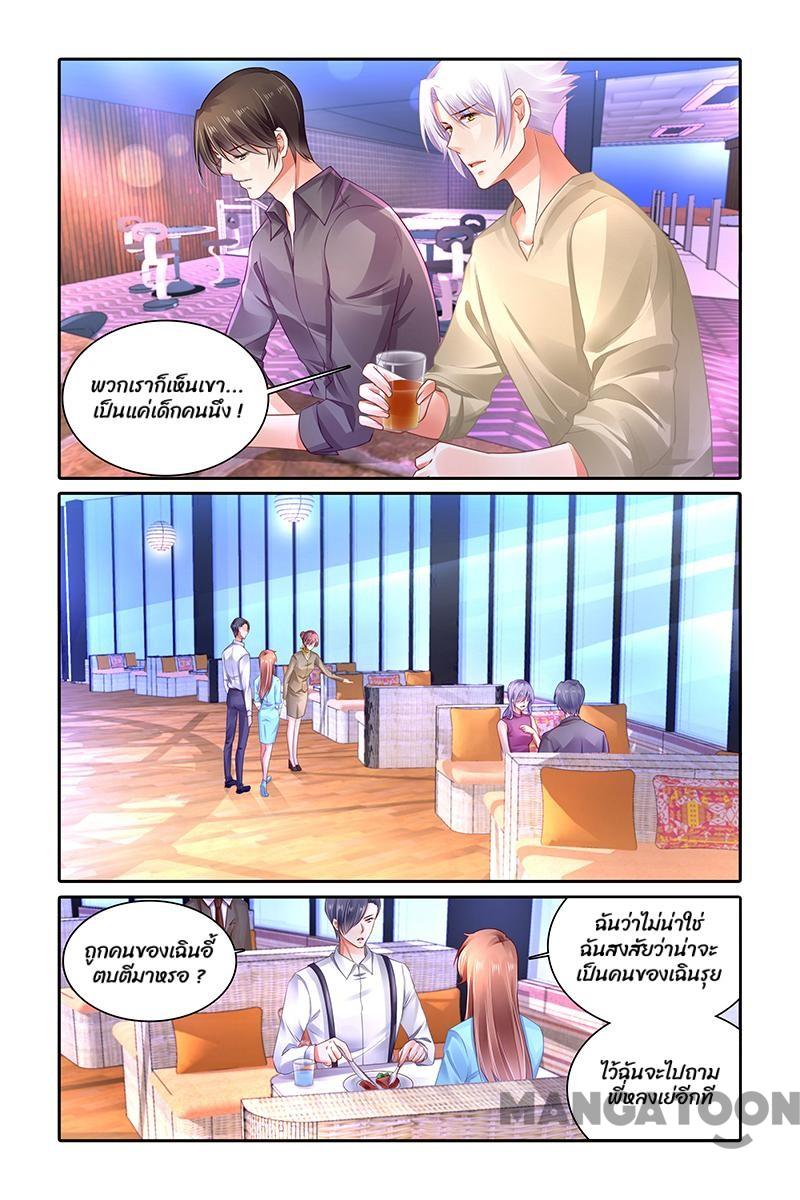 พวกเราก็เห็นเขา...
เป็นแค่เด็กคนนึง !
ถูกคนของเฉินอี้
ตบตีมาหรอ ?
ฉันว่าไม่น่าใช่
ฉันสงสัยว่าน่าจะ
เป็นคนของเฉินรุย
ไว้ฉันจะไปถาม
พี่หลงเย่อีกที
MANGATOON